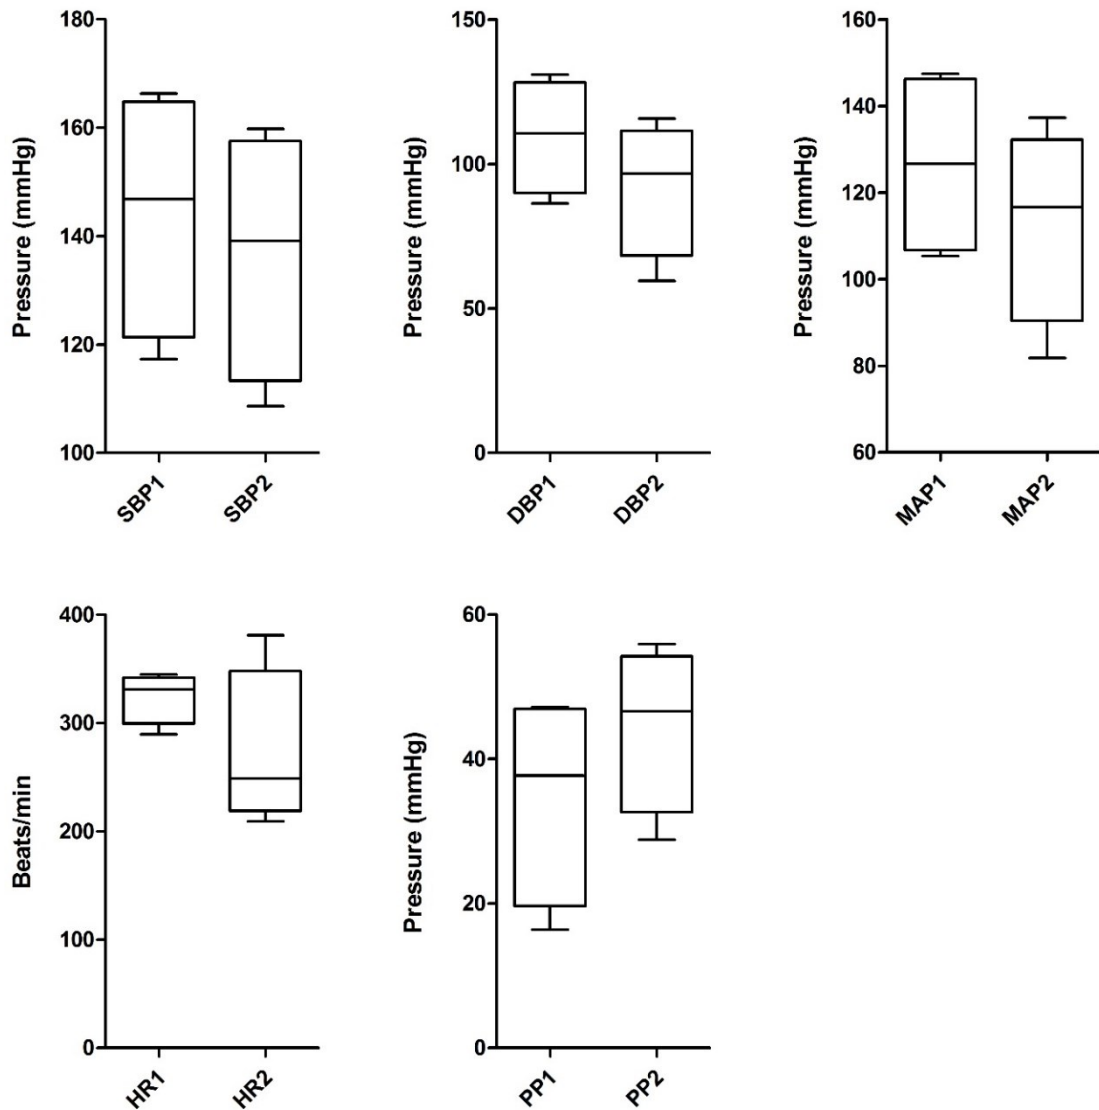 Pressure (mmHg)
180
160
140
120
100
SBP1
SBP2
Pressure (mmHg)
150
100
50
0
DBP1
DBP2
Pressure (mmHg)
160
140
120
100
80
60
MAP1
MAP2
Beats/min
400
300
200
100
0
HR1
HR2
Pressure (mmHg)
60
40
20
0
PP1
PP2